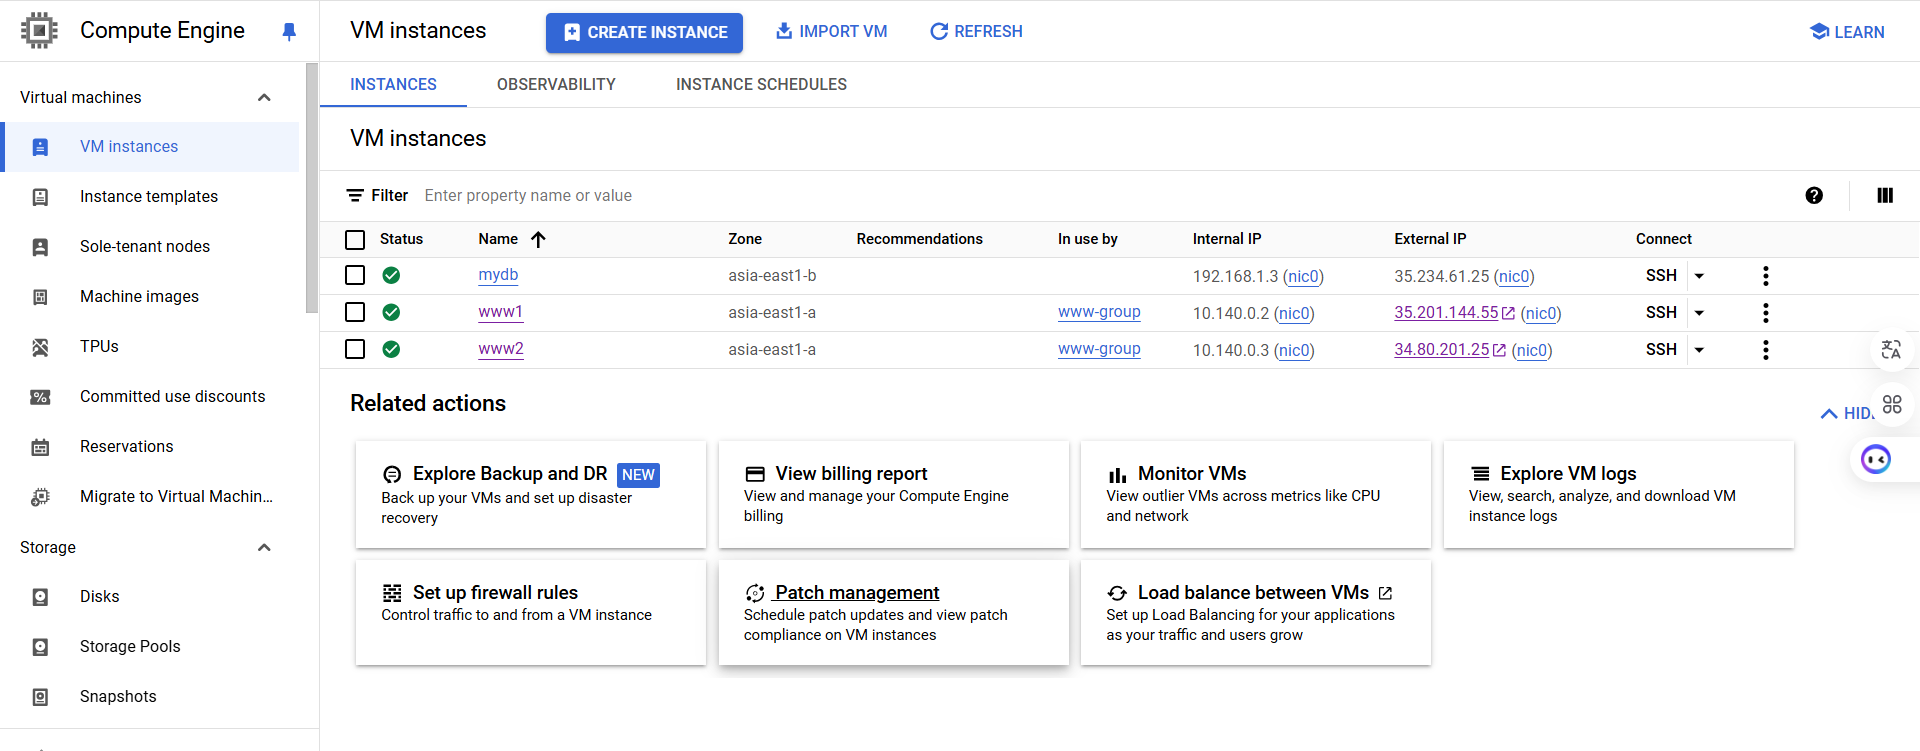 Compute Engine
VM instances
CREATE INSTANCE
IMPORT VM
REFRESH
LEARN
Virtual machines
VM instances
Instance templates
Sole-tenant nodes
Machine images
TPUs
Committed use discounts
Reservations
Migrate to Virtual Machin...
Storage
Disks
Storage Pools
Snapshots
INSTANCES OBSERVABILITY INSTANCE SCHEDULES
VM instances
Filter Enter property name or value
Status Name Zone Recommendations In use by Internal IP External IP Connect
mydb asia-east1-b 192.168.1.3 (nic0) 35.234.61.25 (nic0) SSH
www1 asia-east1-a www-group 10.140.0.2 (nic0) 35.201.144.55 (nic0) SSH
www2 asia-east1-a www-group 10.140.0.3 (nic0) 34.80.201.25 (nic0) SSH
Related actions
Explore Backup and DR NEW
Back up your VMs and set up disaster
recovery
View billing report
View and manage your Compute Engine
billing
Monitor VMs
View outlier VMs across metrics like CPU
and network
Explore VM logs
View, search, analyze, and download VM
instance logs
Set up firewall rules
Control traffic to and from a VM instance
Patch management
Schedule patch updates and view patch
compliance on VM instances
Load balance between VMs
Set up Load Balancing for your applications
as your traffic and users grow